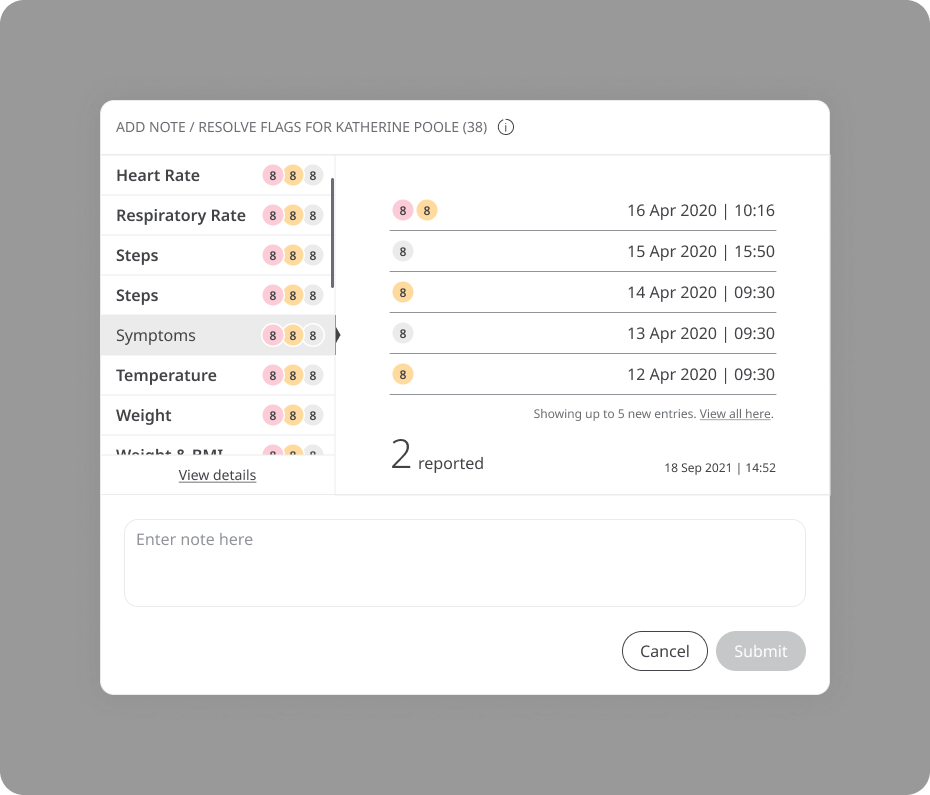 ADD NOTE / RESOLVE FLAGS FOR KATHERINE POOLE (38) i
Heart Rate 8 8 8
Respiratory Rate 8 8 8
Steps 8 8 8
Steps 8 8 8
Symptoms 8 8 8
Temperature 8 8 8
Weight 8 8 8
Weight & BMI 8 8 8
View details
8 8 16 Apr 2020 | 10:16
8 15 Apr 2020 | 15:50
8 14 Apr 2020 | 09:30
8 13 Apr 2020 | 09:30
8 12 Apr 2020 | 09:30
Showing up to 5 new entries. View all here.
2 reported 18 Sep 2021 | 14:52
Enter note here
Cancel Submit